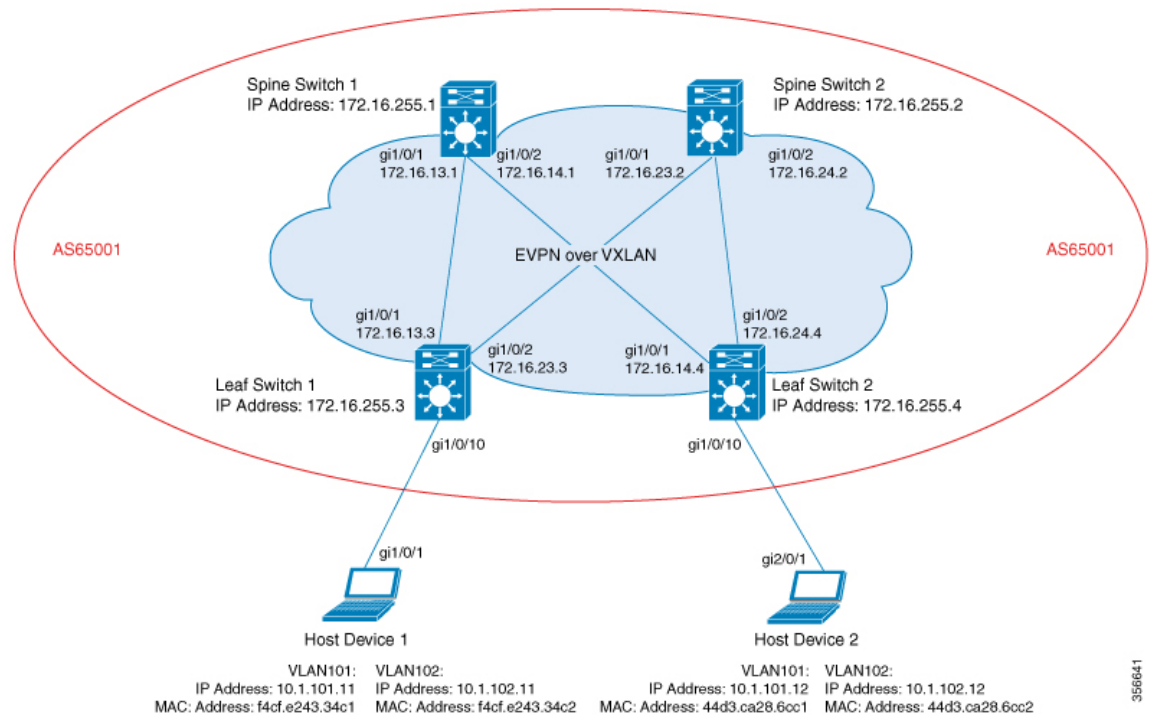 Spine Switch 1
IP Address: 172.16.255.1
Spine Switch 2
IP Address: 172.16.255.2
gi1/0/1
172.16.13.1
gi1/0/2
172.16.14.1
gi1/0/1
172.16.23.2
gi1/0/2
172.16.24.2
AS65001
EVPN over VXLAN
AS65001
gi1/0/1
172.16.13.3
gi1/0/2
172.16.23.3
gi1/0/1
172.16.14.4
gi1/0/2
172.16.24.4
Leaf Switch 1
IP Address: 172.16.255.3
Leaf Switch 2
IP Address: 172.16.255.4
gi1/0/10
gi1/0/10
gi1/0/1
gi2/0/1
Host Device 1
Host Device 2
VLAN101:
IP Address: 10.1.101.11
MAC: Address: f4cf.e243.34c1
VLAN102:
IP Address: 10.1.102.11
MAC: Address: f4cf.e243.34c2
VLAN101:
IP Address: 10.1.101.12
MAC: Address: 44d3.ca28.6cc1
VLAN102:
IP Address: 10.1.102.12
MAC: Address: 44d3.ca28.6cc2
356641